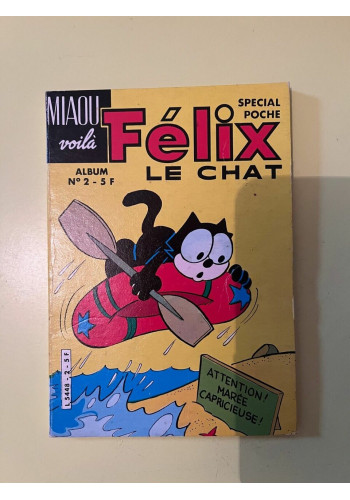 MIAOU
voilà
SPECIAL
POCHE
Félix
LE CHAT
ALBUM
N° 2 - 5 F
ATTENTION !
MARÉE
CAPRICIEUSE !
L 5448 - 2 - 5 F